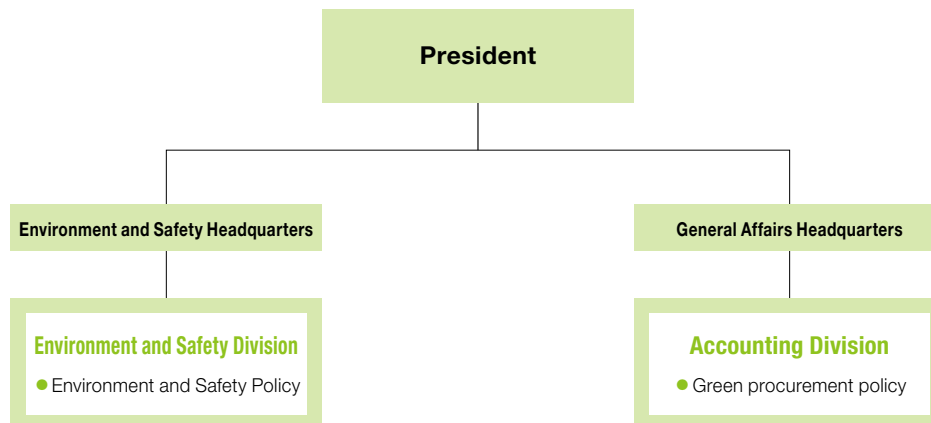 President
Environment and Safety Headquarters
General Affairs Headquarters
Environment and Safety Division
● Environment and Safety Policy
Accounting Division
● Green procurement policy